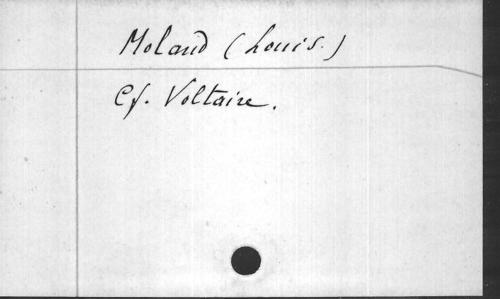 Moland (Louis.)
Cf. Voltaire.